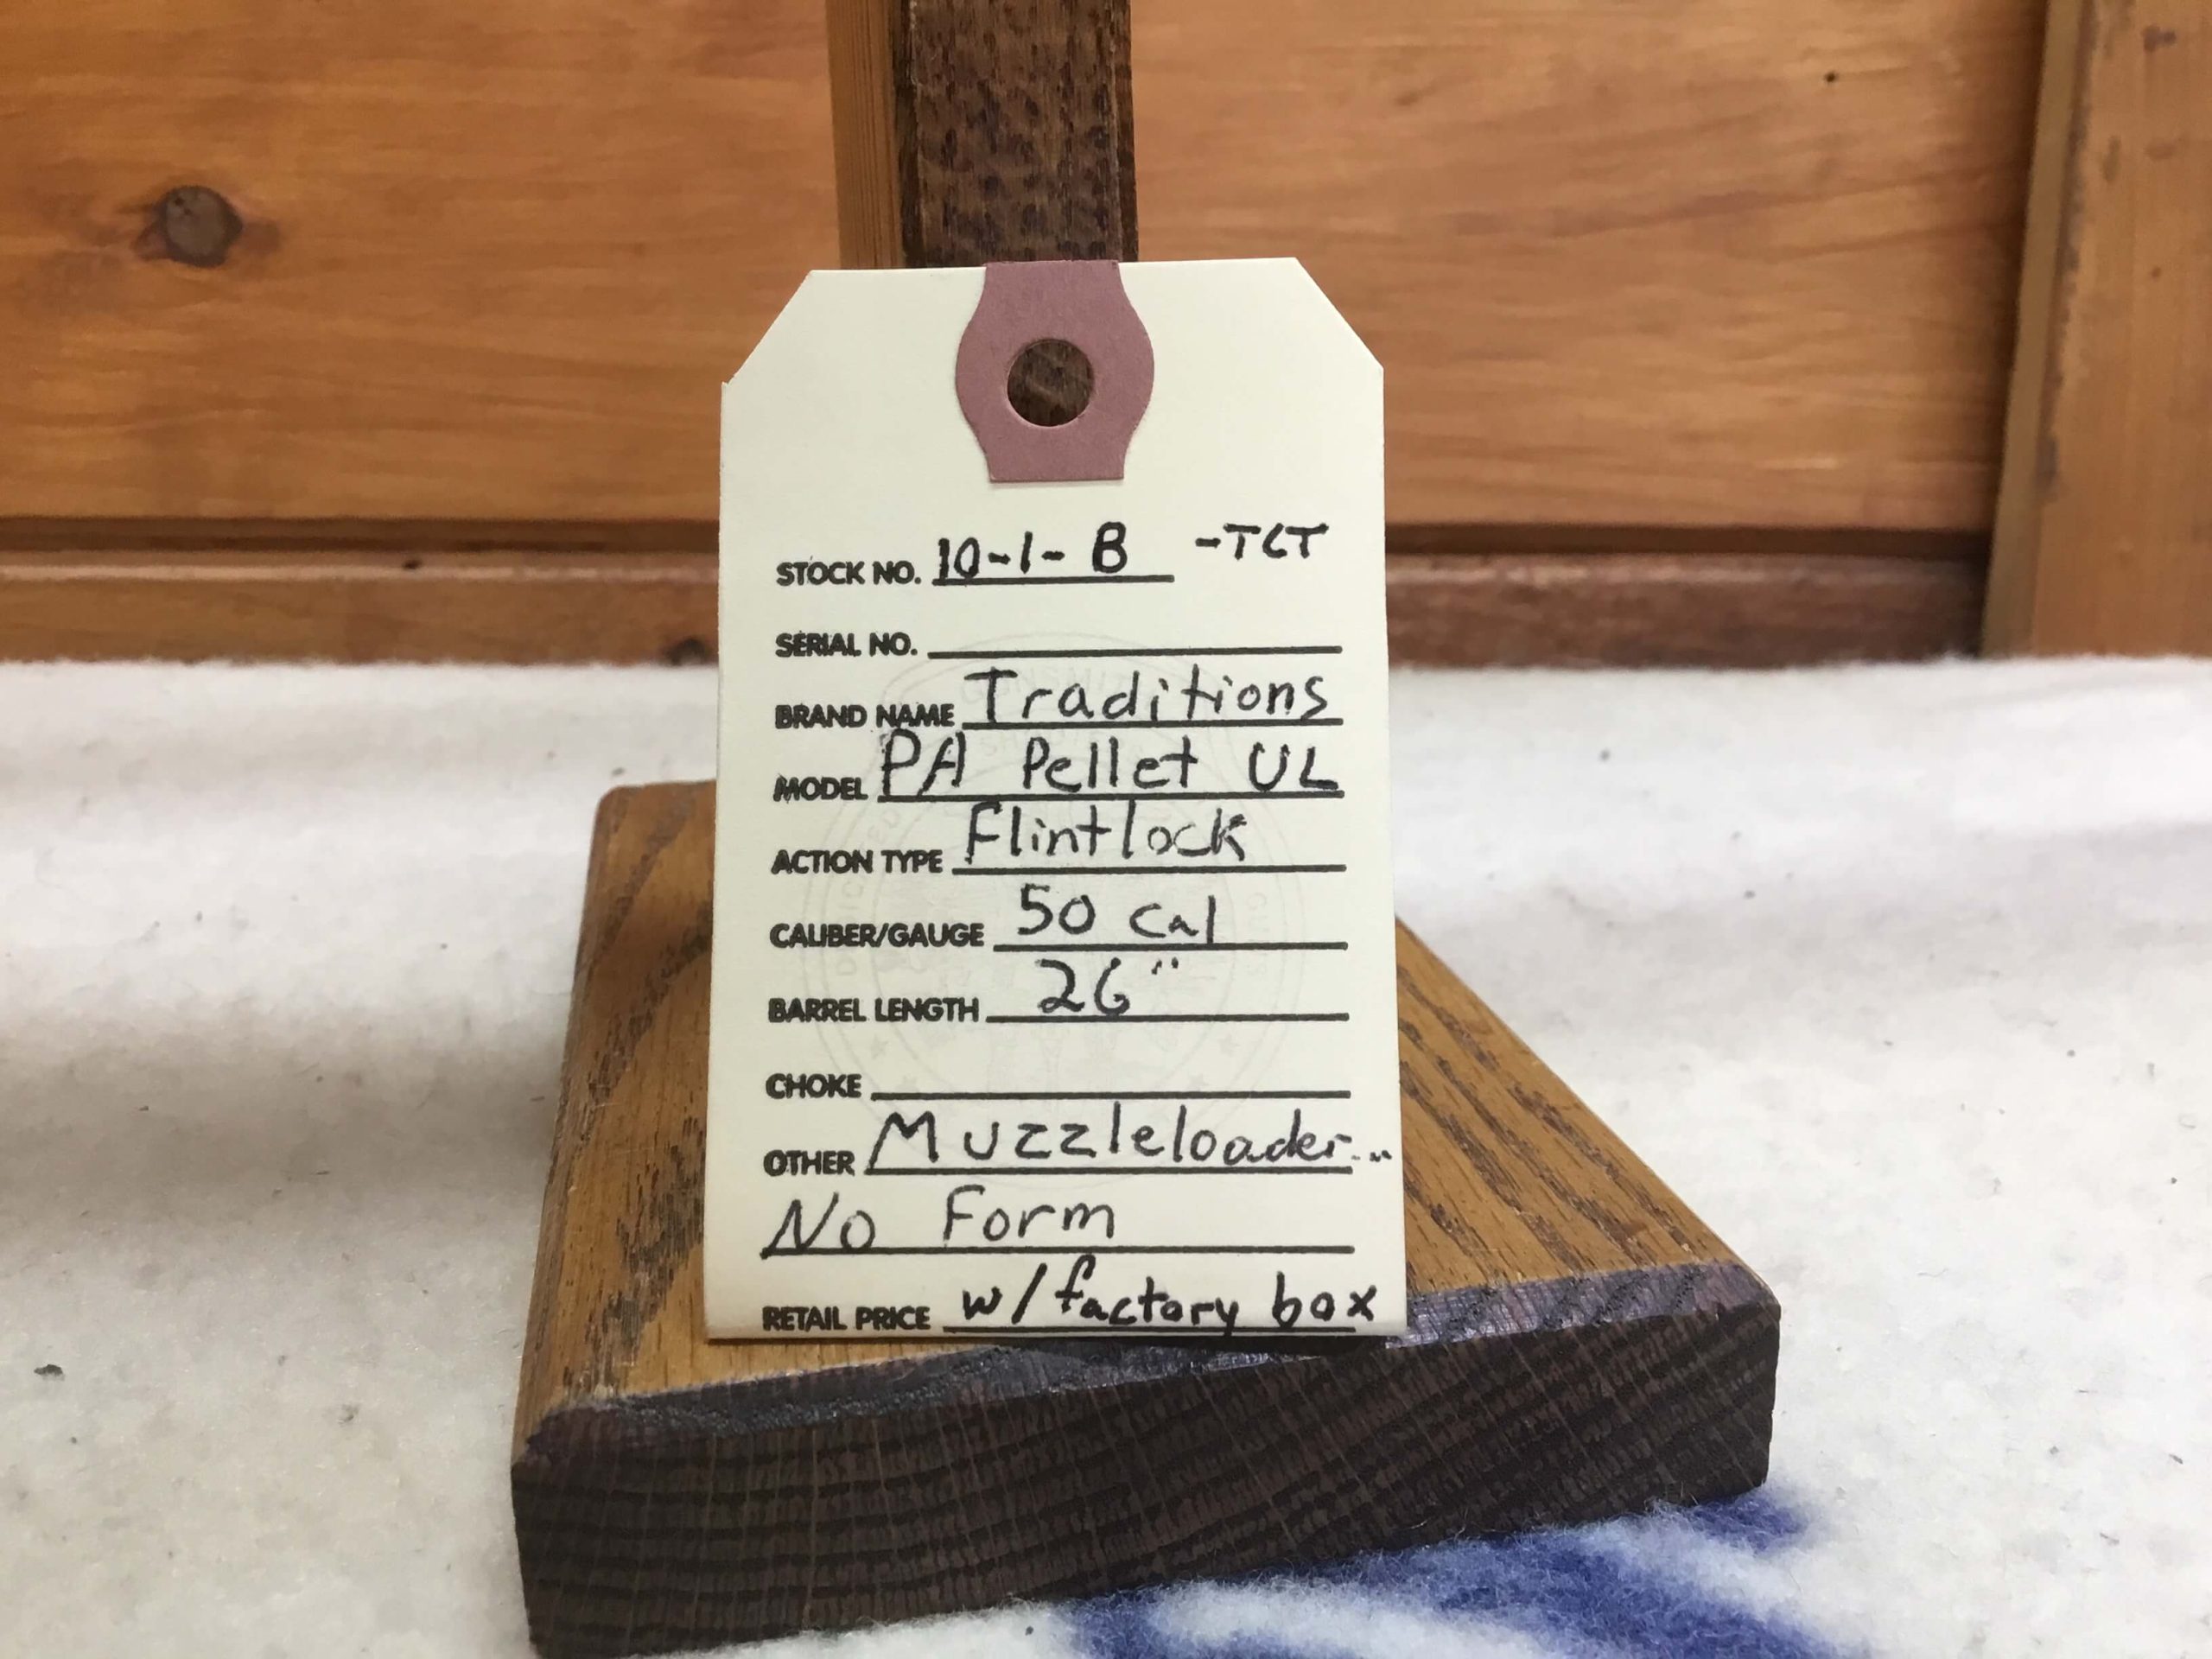 STOCK NO. 10-1-B -TCT
SERIAL NO.
BRAND NAME Traditions
MODEL PA Pellet UL
ACTION TYPE Flintlock
CALIBER/GAUGE 50 Cal
BARREL LENGTH 26"
CHOKE
OTHER Muzzleloader...
No Form
RETAIL PRICE w/factory box